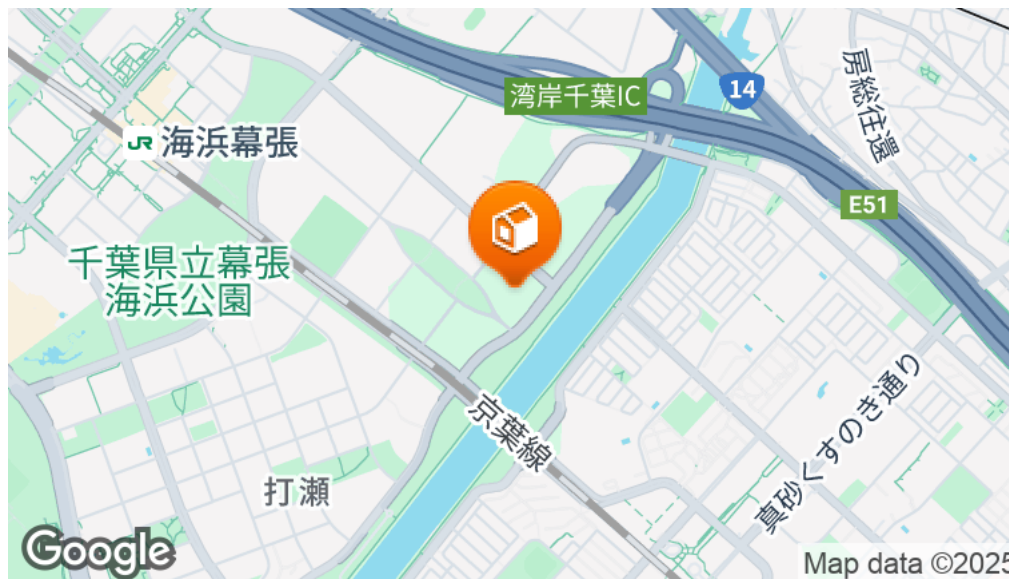 湾岸千葉IC
14
房総往還
JR 海浜幕張
E51
千葉県立幕張
海浜公園
京葉線
真砂くすのき通り
打瀬
Google
Map data ©2025